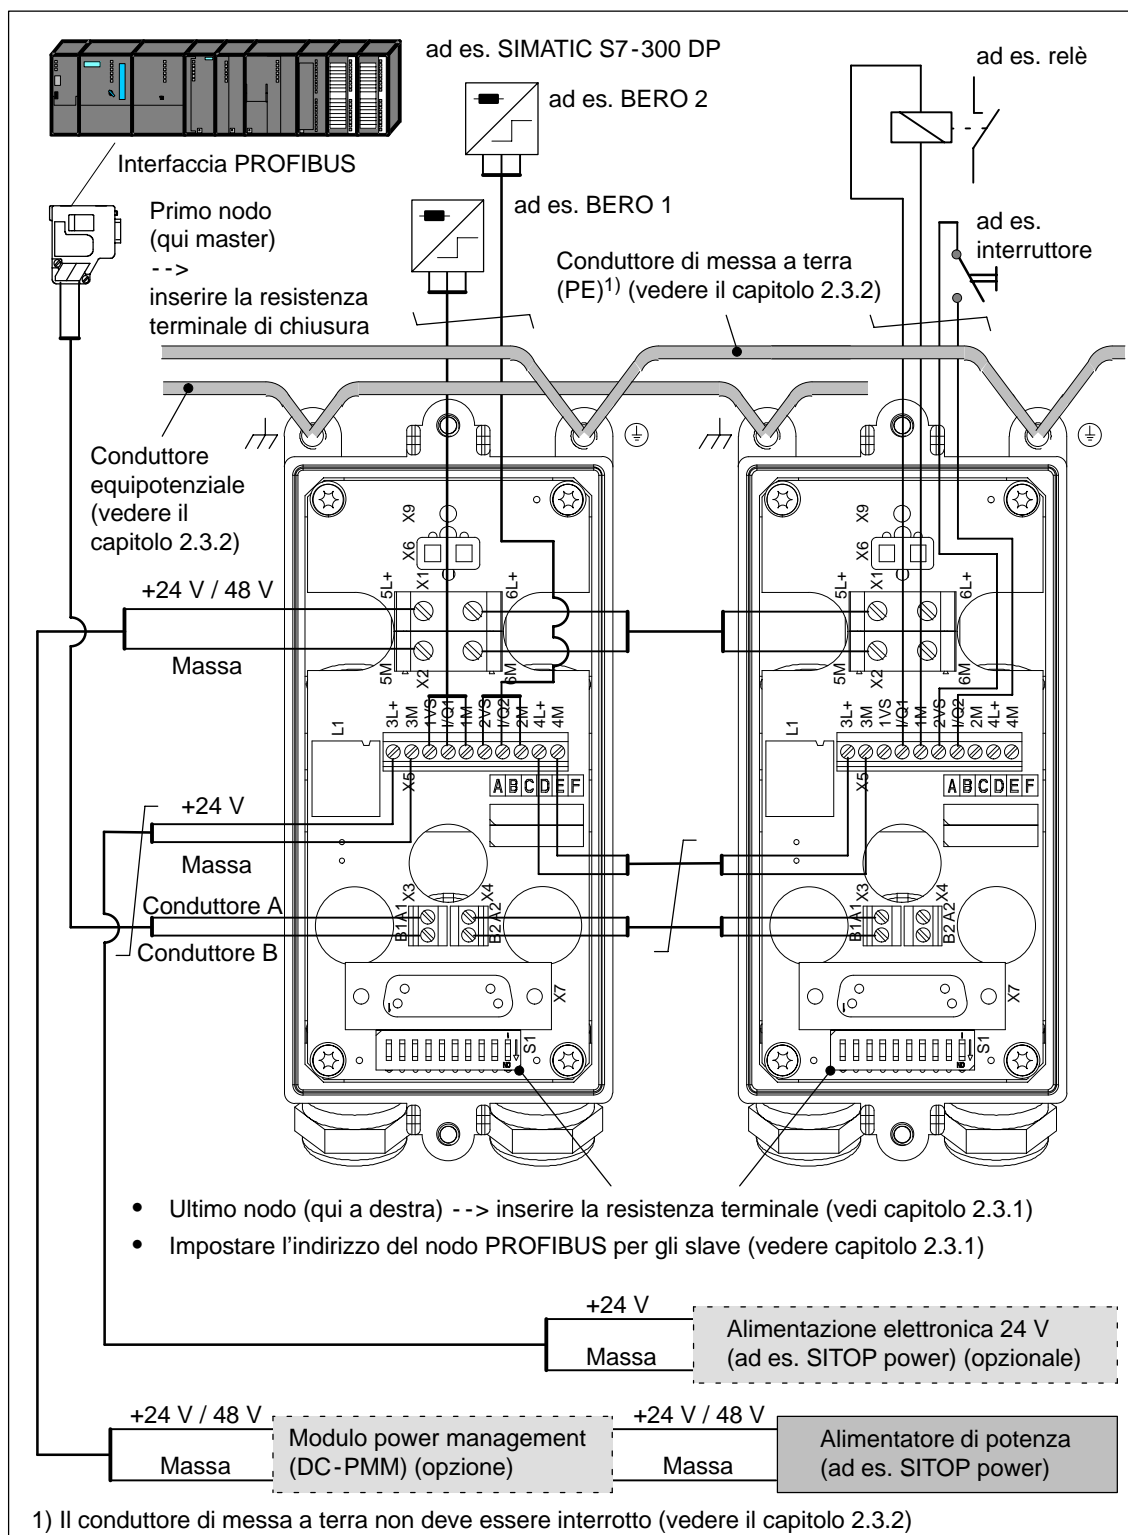 ad es. SIMATIC S7-300 DP
ad es. BERO 2
ad es. relè
Interfaccia PROFIBUS
ad es. BERO 1
Primo nodo
(qui master)
-->
inserire la resistenza
terminale di chiusura
ad es.
interruttore
Conduttore di messa a terra
(PE)1) (vedere il capitolo 2.3.2)
Conduttore
equipotenziale
(vedere il
capitolo 2.3.2)
X9
X6
5L+
X1
6L+
5M
X2
6M
X9
X6
5L+
X1
6L+
5M
X2
6M
+24 V / 48 V
Massa
L1
3L+
3M
1VS
I/Q1
1M
2VS
I/Q2
2M
4L+
4M
X5
A B C D E F
L1
3L+
3M
1VS
I/Q1
1M
2VS
I/Q2
2M
4L+
4M
X5
A B C D E F
+24 V
Massa
Conduttore A
Conduttore B
X3
X4
B1 A1
B2 A2
X7
S1
X3
X4
B1 A1
B2 A2
X7
S1
• Ultimo nodo (qui a destra) --> inserire la resistenza terminale (vedi capitolo 2.3.1)
• Impostare l'indirizzo del nodo PROFIBUS per gli slave (vedere capitolo 2.3.1)
+24 V
Massa
Alimentazione elettronica 24 V
(ad es. SITOP power) (opzionale)
+24 V / 48 V
Massa
Modulo power management
(DC-PMM) (opzione)
+24 V / 48 V
Massa
Alimentatore di potenza
(ad es. SITOP power)
1) Il conduttore di messa a terra non deve essere interrotto (vedere il capitolo 2.3.2)